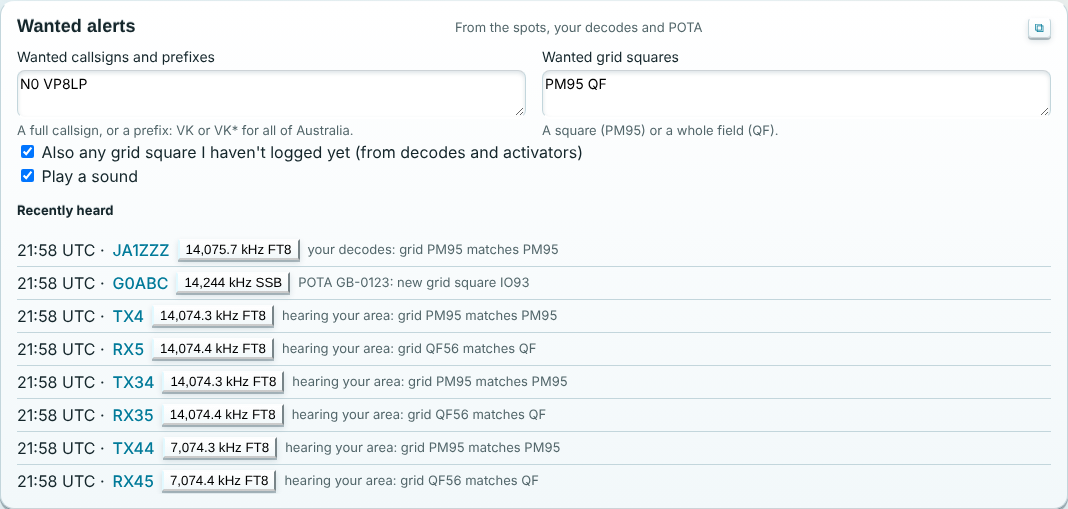 Wanted alerts
From the spots, your decodes and POTA
Wanted callsigns and prefixes
N0 VP8LP
A full callsign, or a prefix: VK or VK* for all of Australia.
Wanted grid squares
PM95 QF
A square (PM95) or a whole field (QF).
Also any grid square I haven't logged yet (from decodes and activators)
Play a sound
Recently heard
21:58 UTC · JA1ZZZ 14,075.7 kHz FT8 your decodes: grid PM95 matches PM95
21:58 UTC · G0ABC 14,244 kHz SSB POTA GB-0123: new grid square IO93
21:58 UTC · TX4 14,074.3 kHz FT8 hearing your area: grid PM95 matches PM95
21:58 UTC · RX5 14,074.4 kHz FT8 hearing your area: grid QF56 matches QF
21:58 UTC · TX34 14,074.3 kHz FT8 hearing your area: grid PM95 matches PM95
21:58 UTC · RX35 14,074.4 kHz FT8 hearing your area: grid QF56 matches QF
21:58 UTC · TX44 7,074.3 kHz FT8 hearing your area: grid PM95 matches PM95
21:58 UTC · RX45 7,074.4 kHz FT8 hearing your area: grid QF56 matches QF